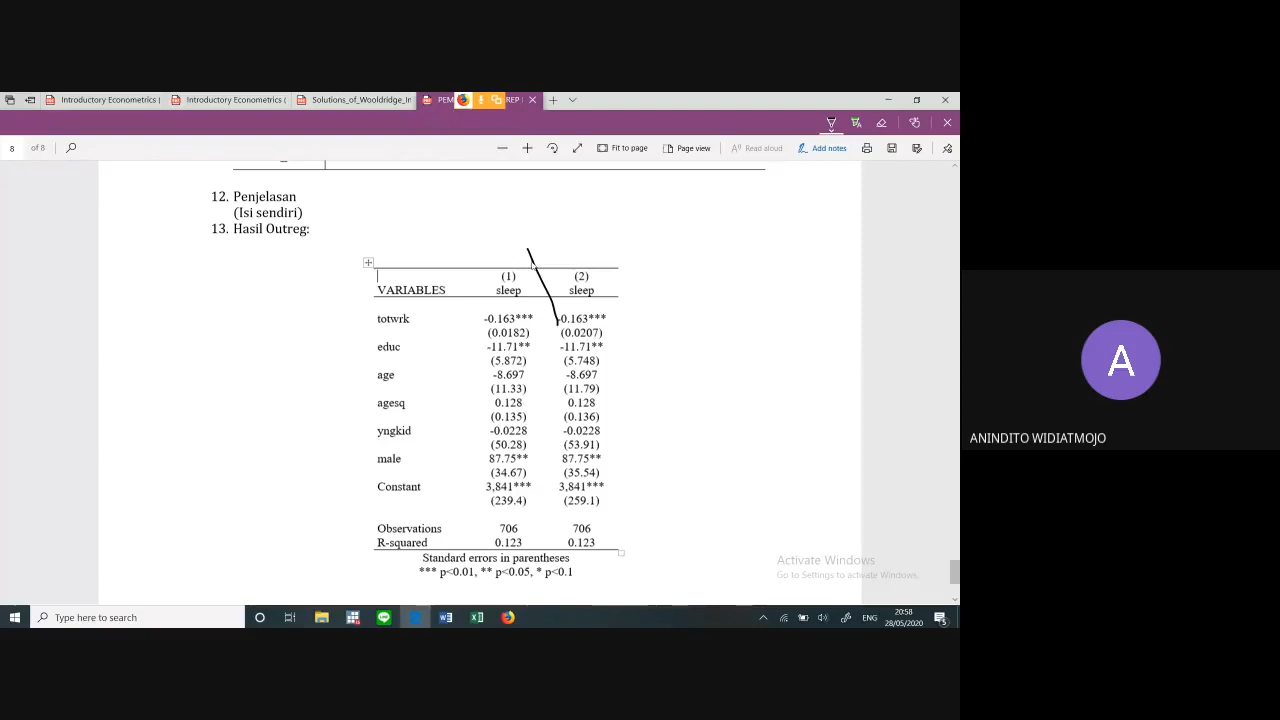 Introductory Econometrics (
Introductory Econometrics (
Solutions_of_Wooldridge_In
PEM
REP
8 of 8
Fit to page
Page view
Read aloud
Add notes
12. Penjelasan
(Isi sendiri)
13. Hasil Outreg:
(1) (2)
VARIABLES sleep sleep
totwrk -0.163*** -0.163***
(0.0182) (0.0207)
educ -11.71** -11.71**
(5.872) (5.748)
age -8.697 -8.697
(11.33) (11.79)
agesq 0.128 0.128
(0.135) (0.136)
yngkid -0.0228 -0.0228
(50.28) (53.91)
male 87.75** 87.75**
(34.67) (35.54)
Constant 3,841*** 3,841***
(239.4) (259.1)
Observations 706 706
R-squared 0.123 0.123
Standard errors in parentheses
*** p<0.01, ** p<0.05, * p<0.1
A
ANINDITO WIDIATMOJO
Activate Windows
Go to Settings to activate Windows.
Type here to search
ENG
20:58
28/05/2020
5